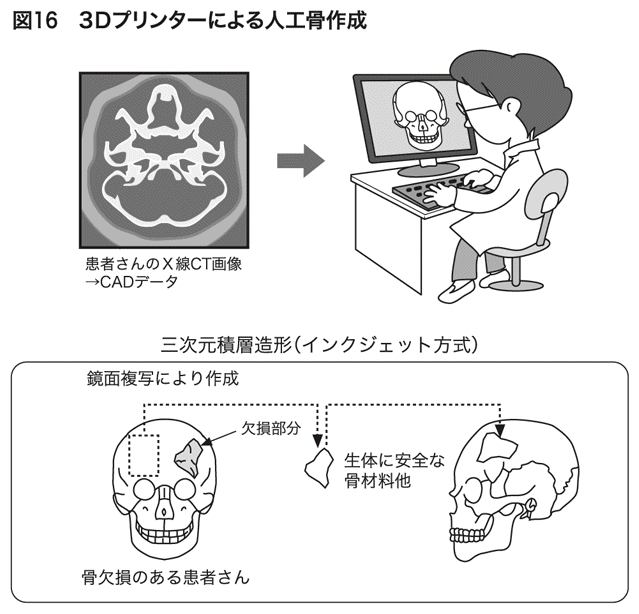 図16　3Dプリンターによる人工骨作成
患者さんのX線CT画像
→CADデータ
三次元積層造形（インクジェット方式）
鏡面複写により作成
欠損部分
生体に安全な
骨材料他
骨欠損のある患者さん